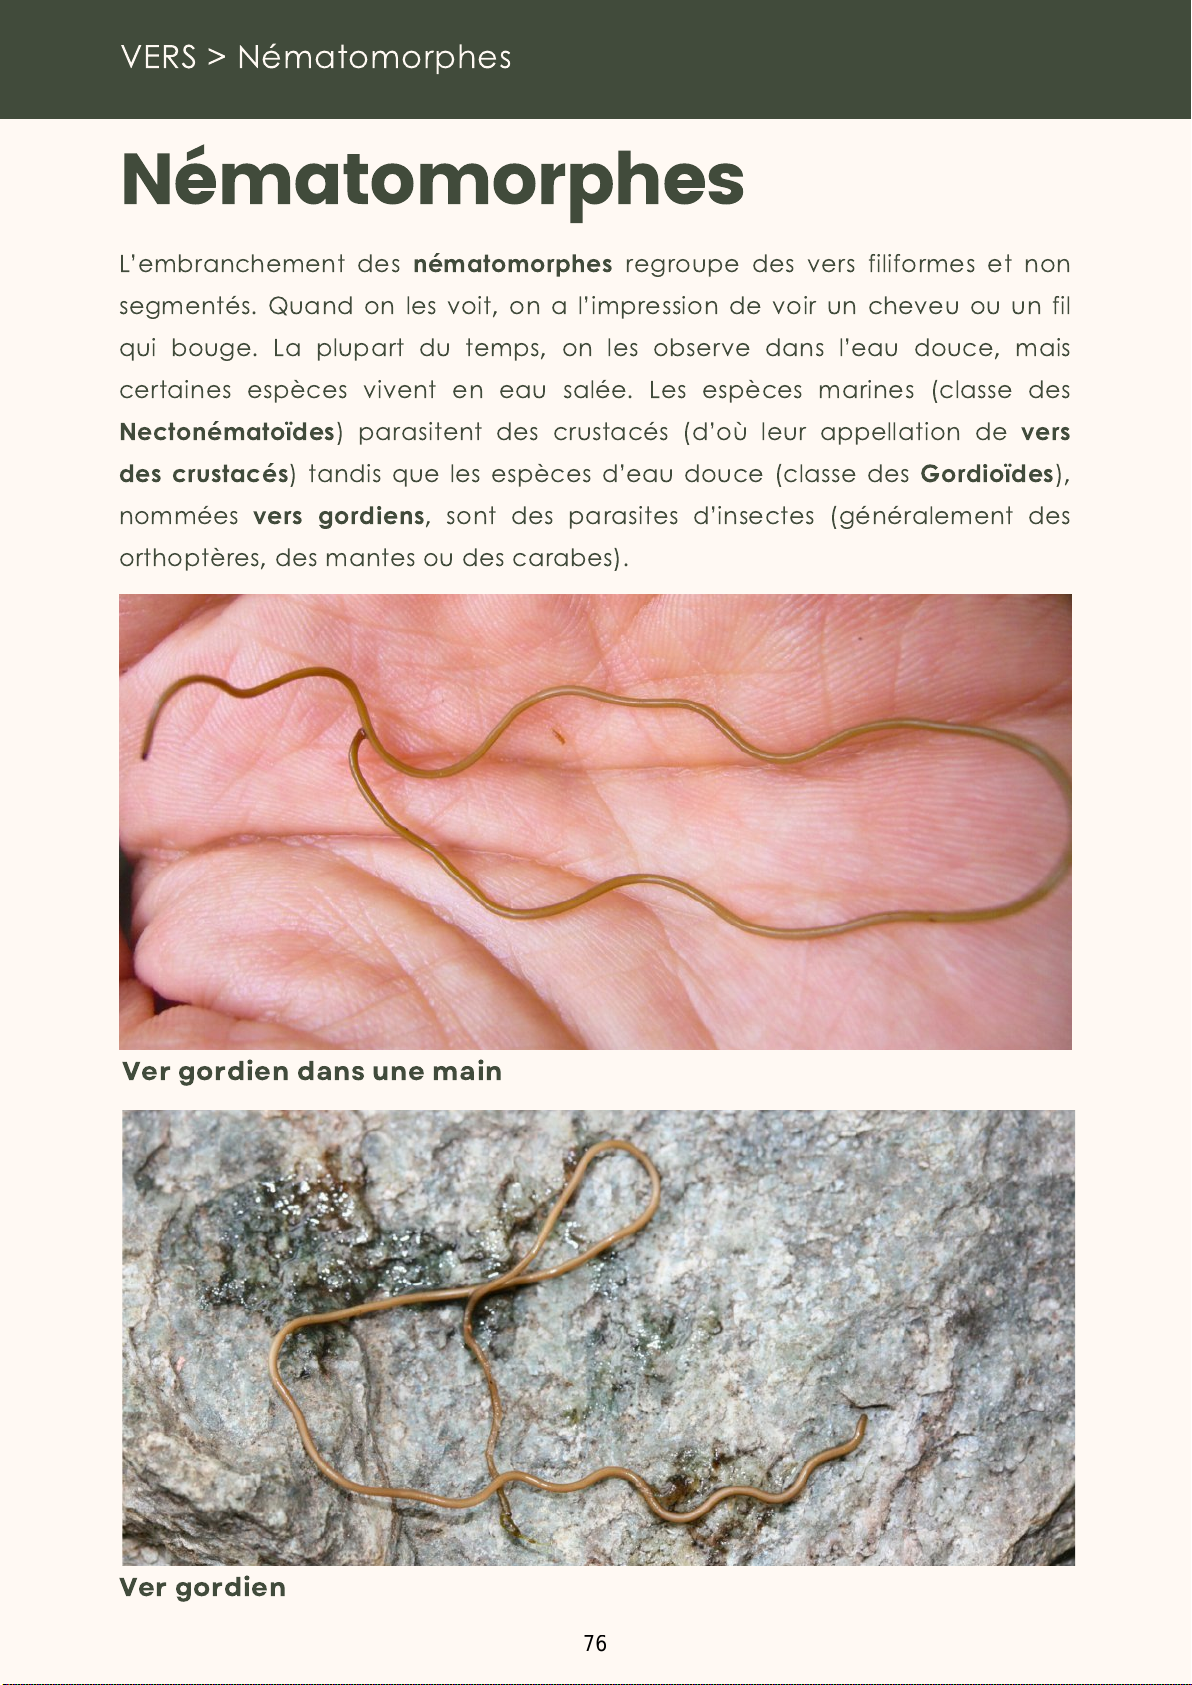 VERS > Nématomorphes
Nématomorphes
L’embranchement des nématomorphes regroupe des vers filiformes et non
segmentés. Quand on les voit, on a l’impression de voir un cheveu ou un fil
qui bouge. La plupart du temps, on les observe dans l’eau douce, mais
certaines espèces vivent en eau salée. Les espèces marines (classe des
Nectonématoïdes) parasitent des crustacés (d’où leur appellation de vers
des crustacés) tandis que les espèces d’eau douce (classe des Gordioïdes),
nommées vers gordiens, sont des parasites d’insectes (généralement des
orthoptères, des mantes ou des carabes).
Ver gordien dans une main
Ver gordien
76